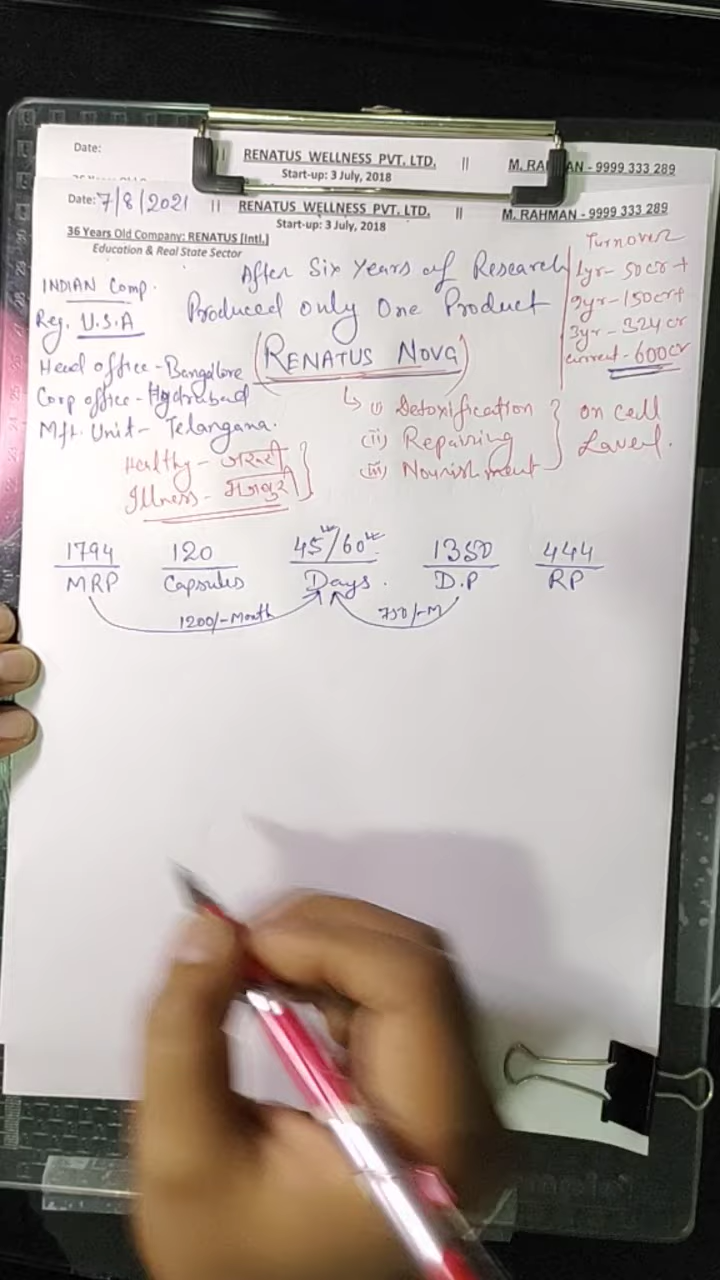 Date: || RENATUS WELLNESS PVT. LTD. || M. RAHMAN - 9999 333 289
Start-up: 3 July, 2018
Date: 7/8/2021 || RENATUS WELLNESS PVT. LTD. || M. RAHMAN - 9999 333 289
Start-up: 3 July, 2018
36 Years Old Company: RENATUS [Intl.]
Education & Real State Sector
After Six Years of Research
Produced only One Product
(RENATUS NOVA)
INDIAN Comp.
Reg. U.S.A
Head office - Bangalore
Corp office - Hydrabad
Mft. Unit - Telangana.
Turnover
1yr - 50cr +
2yr - 150cr+
3yr - 324 cr
current - 600cr
(i) Detoxification
(ii) Repairing
(iii) Nourishment
on cell
Lavel.
Healthy - जरूरी
Illness - मजबूरी
1794 120 45/60 1350 444
MRP Capsules Days. D.P RP
1200/- Month 750/- M